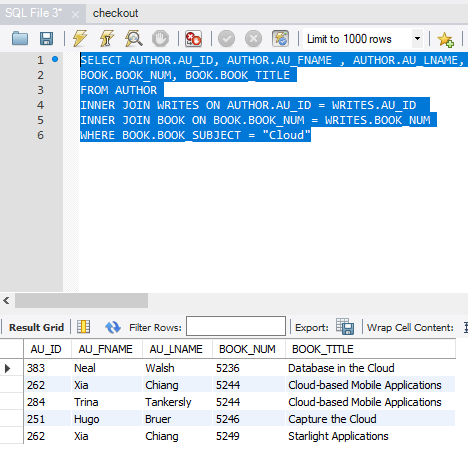 SQL File 3* checkout
Limit to 1000 rows
1 SELECT AUTHOR.AU_ID, AUTHOR.AU_FNAME , AUTHOR.AU_LNAME,
2 BOOK.BOOK_NUM, BOOK.BOOK_TITLE
3 FROM AUTHOR
4 INNER JOIN WRITES ON AUTHOR.AU_ID = WRITES.AU_ID
5 INNER JOIN BOOK ON BOOK.BOOK_NUM = WRITES.BOOK_NUM
6 WHERE BOOK.BOOK_SUBJECT = "Cloud"
Result Grid Filter Rows: Export: Wrap Cell Content:
AU_ID AU_FNAME AU_LNAME BOOK_NUM BOOK_TITLE
383 Neal Walsh 5236 Database in the Cloud
262 Xia Chiang 5244 Cloud-based Mobile Applications
284 Trina Tankersly 5244 Cloud-based Mobile Applications
251 Hugo Bruer 5246 Capture the Cloud
262 Xia Chiang 5249 Starlight Applications